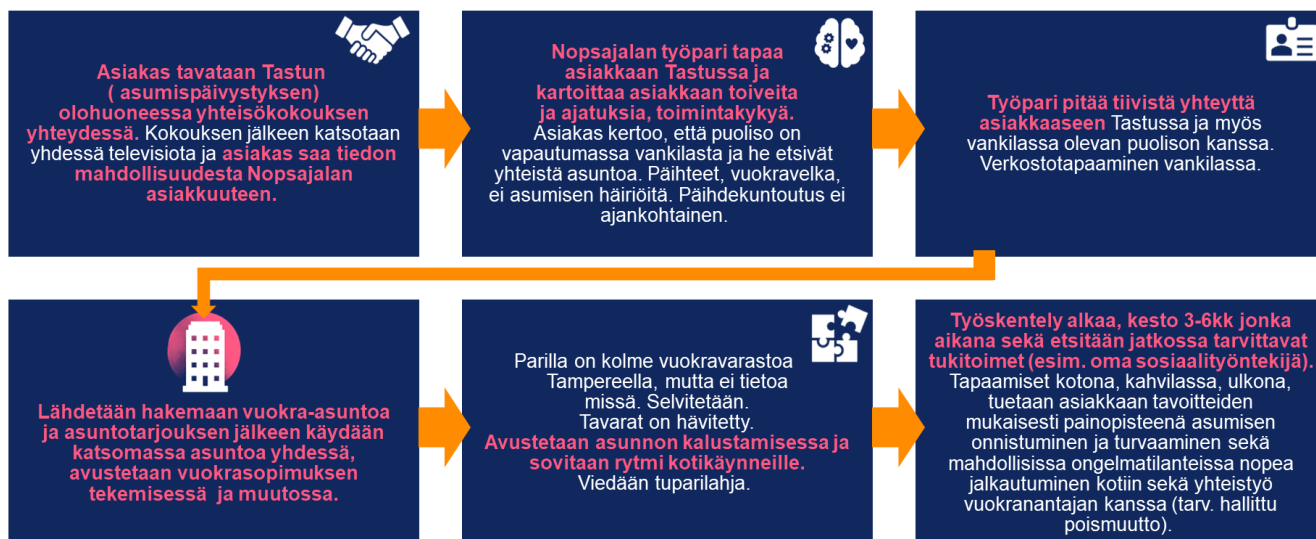 Asiakas tavataan Tastun
( asumispäivystyksen)
olohuoneessa yhteisökokouksen
yhteydessä. Kokouksen jälkeen katsotaan
yhdessä televisiota ja asiakas saa tiedon
mahdollisuudesta Nopsajalan
asiakkuuteen.
Nopsajalan työpari tapaa
asiakkaan Tastussa ja
kartoittaa asiakkaan toiveita
ja ajatuksia, toimintakykyä.
Asiakas kertoo, että puoliso on
vapautumassa vankilasta ja he etsivät
yhteistä asuntoa. Päihteet, vuokravelka,
ei asumisen häiriöitä. Päihdekuntoutus ei
ajankohtainen.
Työpari pitää tiivistä yhteyttä
asiakkaaseen Tastussa ja myös
vankilassa olevan puolison kanssa.
Verkostotapaaminen vankilassa.
Lähdetään hakemaan vuokra-asuntoa
ja asuntotarjouksen jälkeen käydään
katsomassa asuntoa yhdessä,
avustetaan vuokrasopimuksen
tekemisessä ja muutossa.
Parilla on kolme vuokravarastoa
Tampereella, mutta ei tietoa
missä. Selvitetään.
Tavarat on hävitetty.
Avustetaan asunnon kalustamisessa ja
sovitaan rytmi kotikäynneille.
Viedään tuparilahja.
Työskentely alkaa, kesto 3-6kk jonka
aikana sekä etsitään jatkossa tarvittavat
tukitoimet (esim. oma sosiaalityöntekijä).
Tapaamiset kotona, kahvilassa, ulkona,
tuetaan asiakkaan tavoitteiden
mukaisesti painopisteenä asumisen
onnistuminen ja turvaaminen sekä
mahdollisissa ongelmatilanteissa nopea
jalkautuminen kotiin sekä yhteistyö
vuokranantajan kanssa (tarv. hallittu
poismuutto).